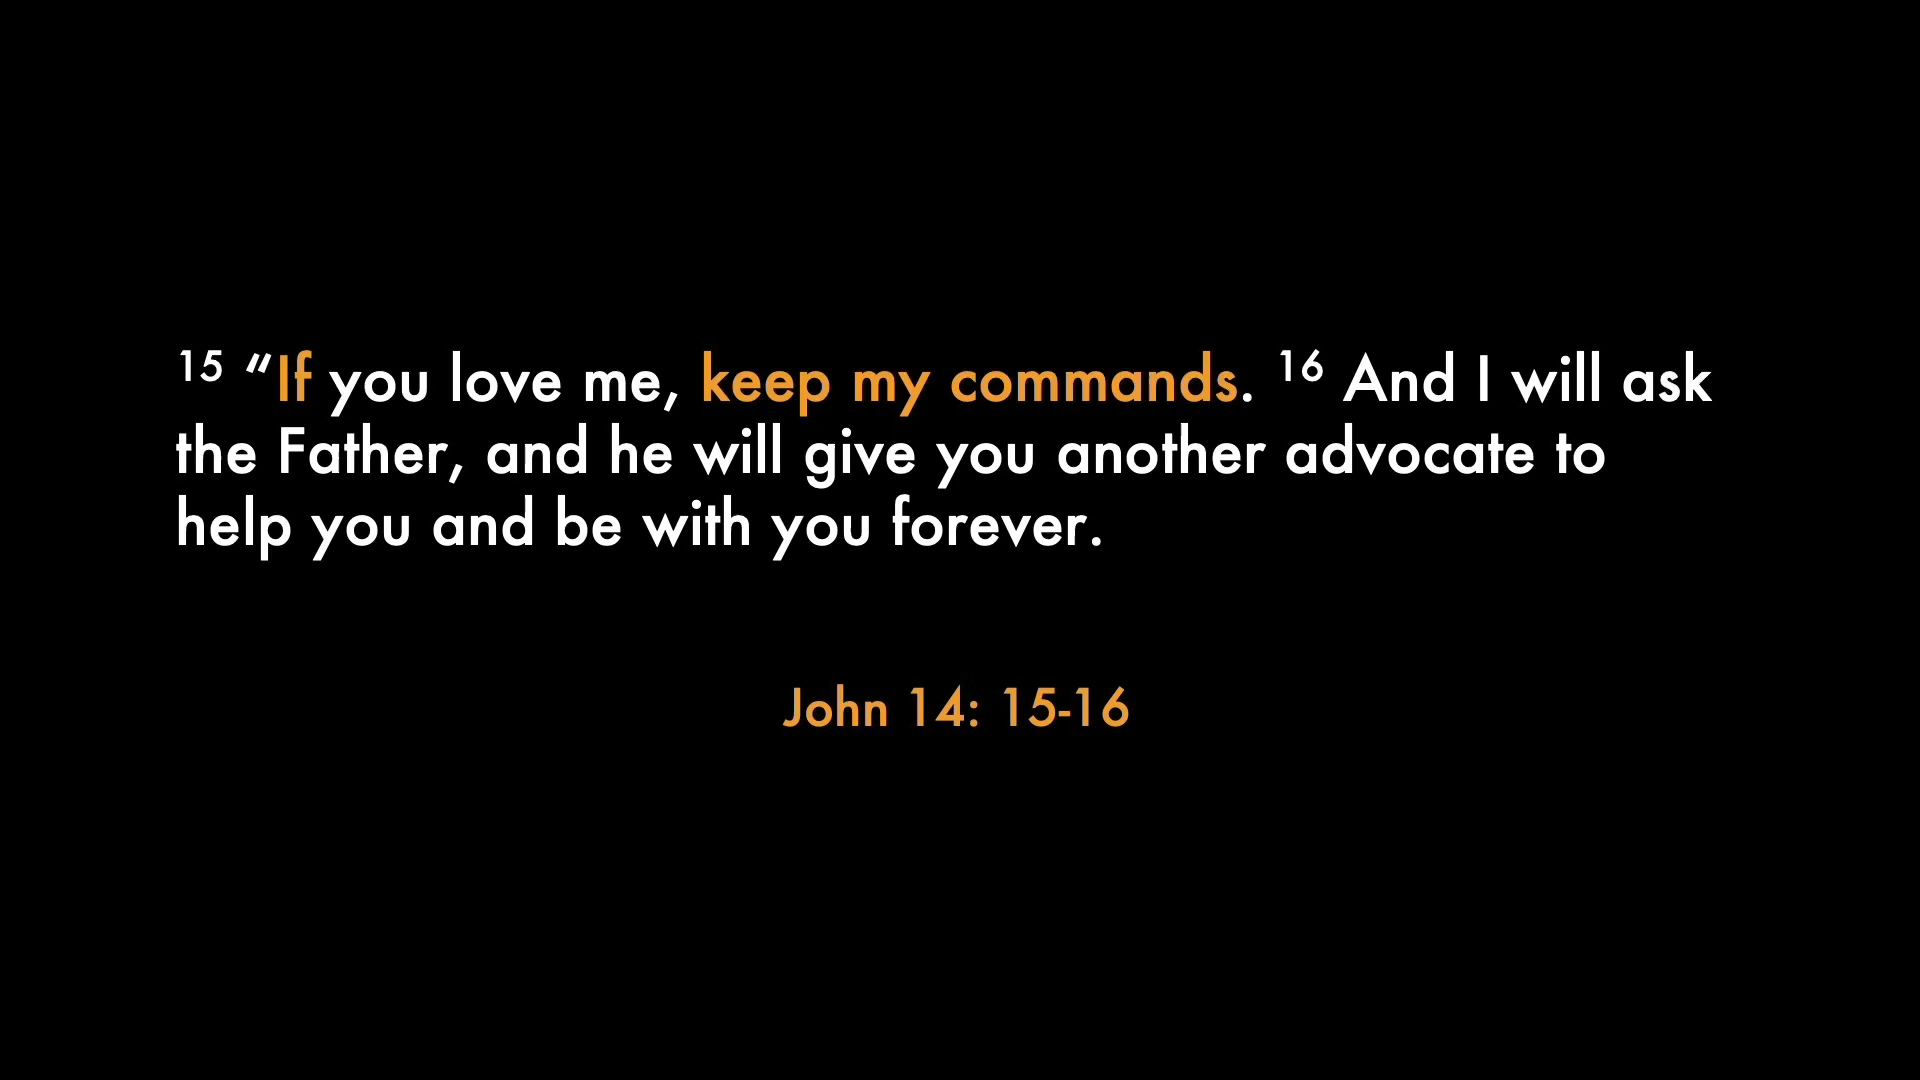 15 “If you love me, keep my commands. 16 And I will ask
the Father, and he will give you another advocate to
help you and be with you forever.
John 14: 15-16